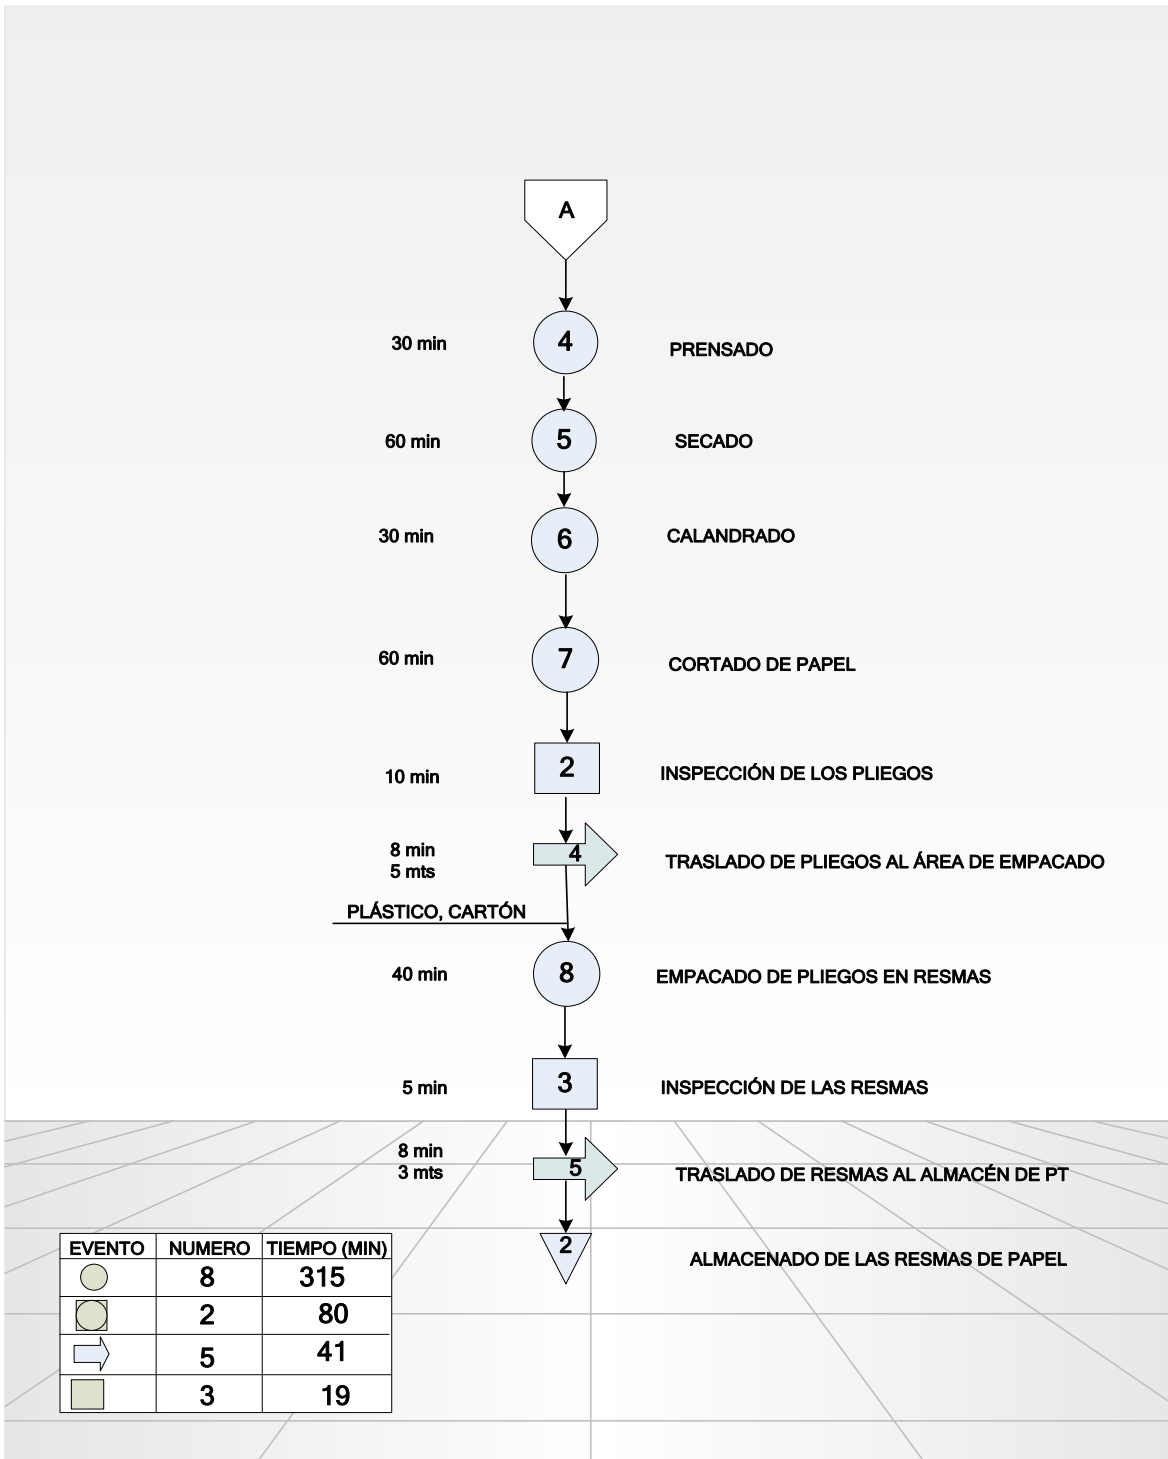 A
30 min 4 PRENSADO
60 min 5 SECADO
30 min 6 CALANDRADO
60 min 7 CORTADO DE PAPEL
10 min 2 INSPECCIÓN DE LOS PLIEGOS
8 min
5 mts
4 TRASLADO DE PLIEGOS AL ÁREA DE EMPACADO
PLÁSTICO, CARTÓN
40 min 8 EMPACADO DE PLIEGOS EN RESMAS
5 min 3 INSPECCIÓN DE LAS RESMAS
8 min
3 mts
5 TRASLADO DE RESMAS AL ALMACÉN DE PT
2 ALMACENADO DE LAS RESMAS DE PAPEL
EVENTO NUMERO TIEMPO (MIN)
8 315
2 80
5 41
3 19